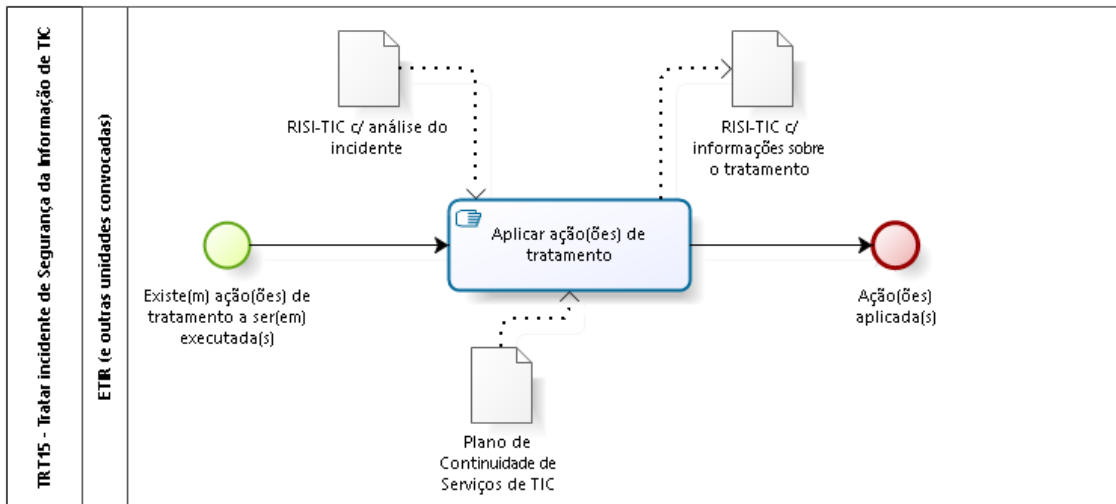 TRT15 - Tratar incidente de Segurança da Informação de TIC
ETIR (e outras unidades convocadas)
RISI-TIC c/ análise do
incidente
RISI-TIC c/
informações sobre
o tratamento
Aplicar ação(ões) de
tratamento
Existe(m) ação(ões) de
tratamento a ser(em)
executada(s)
Ação(ões)
aplicada(s)
Plano de
Continuidade de
Serviços de TIC